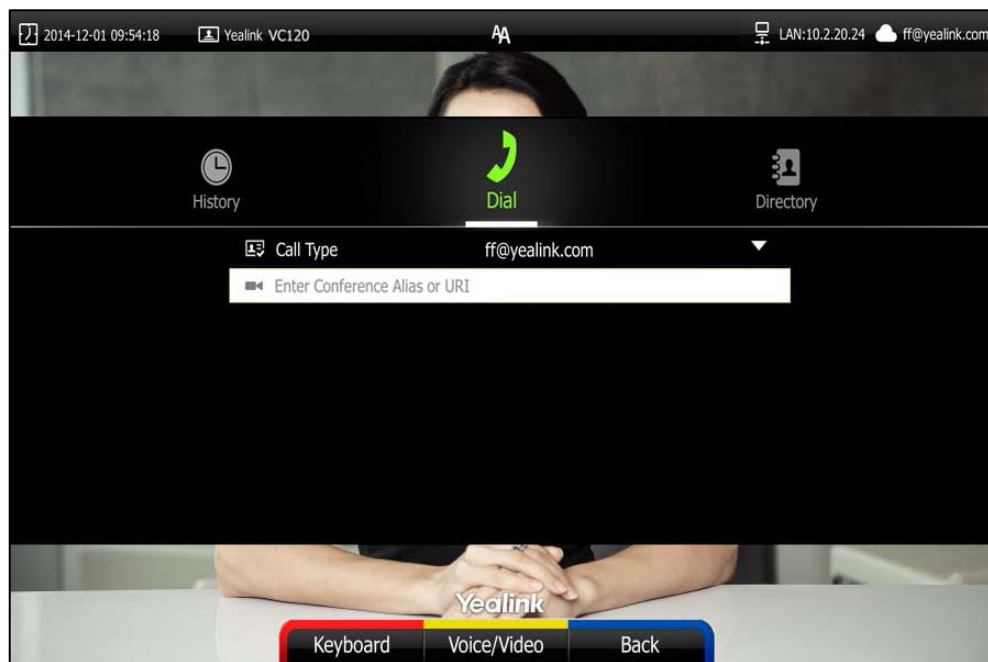 2014-12-01 09:54:18 Yealink VC120 AA LAN:10.2.20.24 ff@yealink.com
History Dial Directory
Call Type ff@yealink.com
Enter Conference Alias or URI
Yealink
Keyboard Voice/Video Back